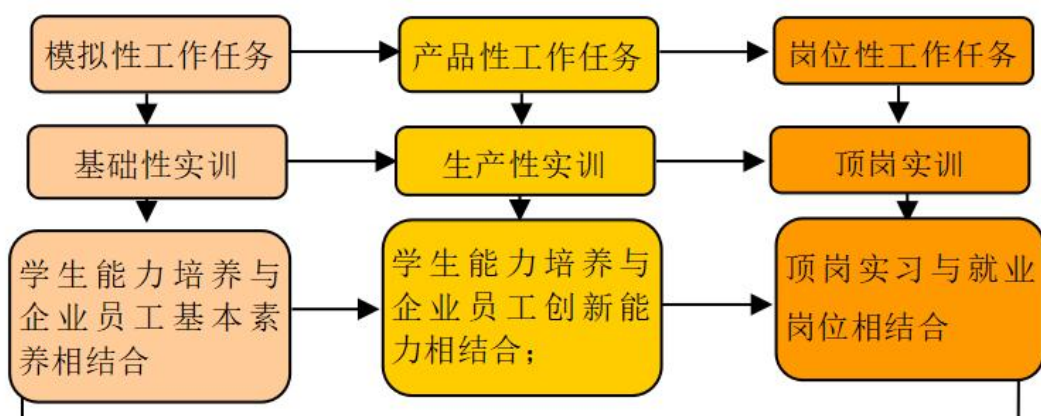 模拟性工作任务
产品性工作任务
岗位性工作任务
基础性实训
生产性实训
顶岗实训
学生能力培养与
企业员工基本素
养相结合
学生能力培养与
企业员工创新能
力相结合；
顶岗实习与就业
岗位相结合